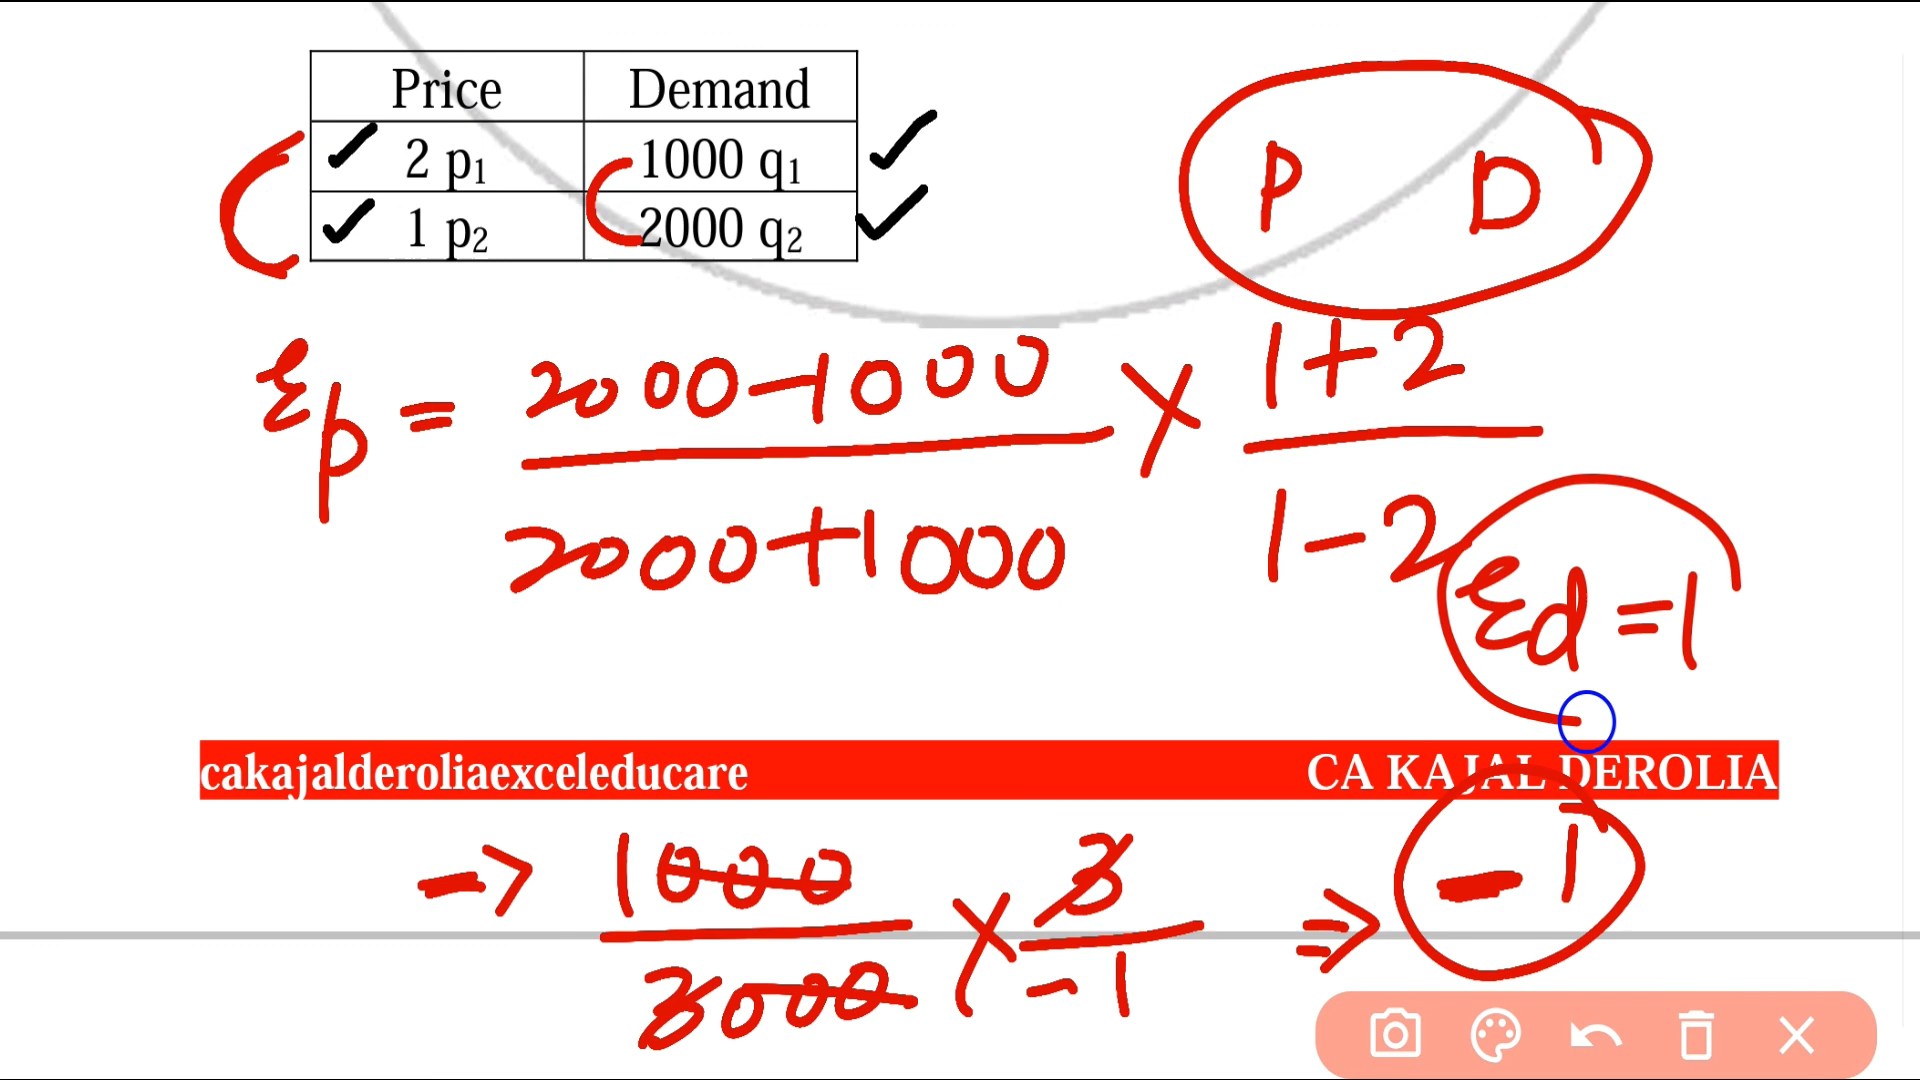 Price Demand
2 p₁ 1000 q₁
1 p₂ 2000 q₂
P D
Ep = 2000-1000 × 1+2
2000+1000 1-2
Ed=1
cakajalderoliaexceleducare CA KAJAL DEROLIA
→ 1000 × 3 ⇒ -1
3000 -1